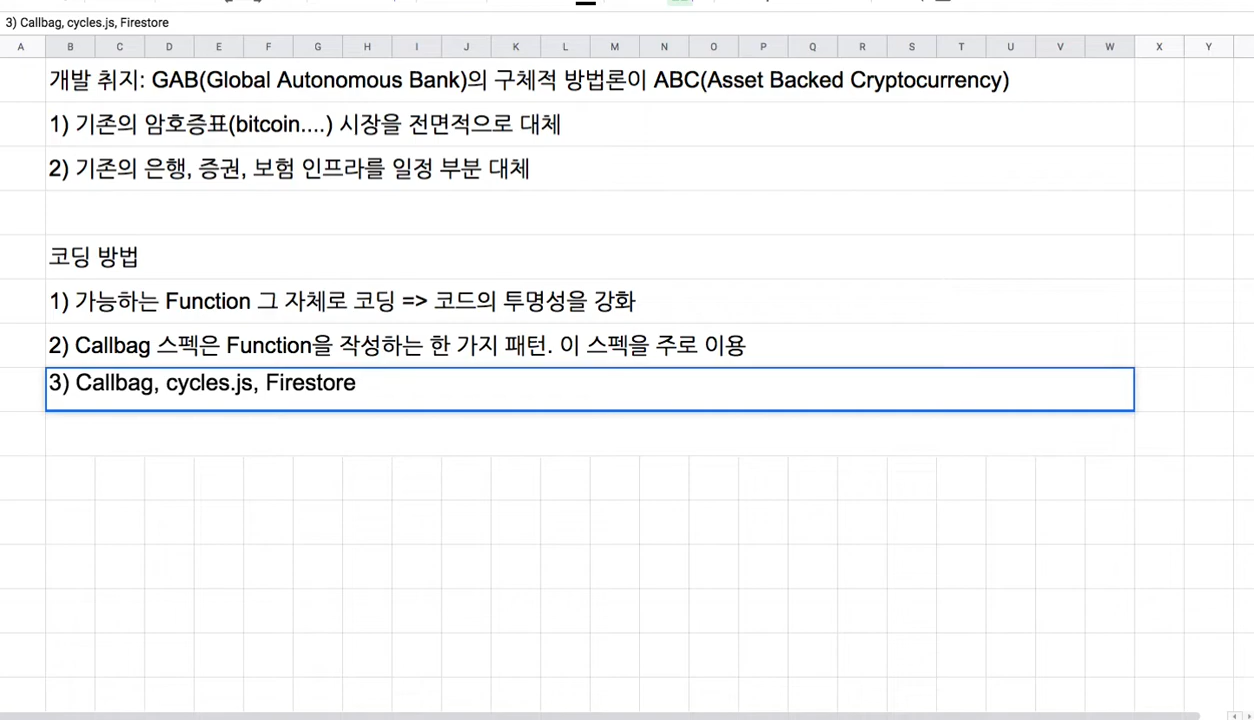 3) Callbag, cycles.js, Firestore
A B C D E F G H I J K L M N O P Q R S T U V W X Y
개발 취지: GAB(Global Autonomous Bank)의 구체적 방법론이 ABC(Asset Backed Cryptocurrency)
1) 기존의 암호증표(bitcoin....) 시장을 전면적으로 대체
2) 기존의 은행, 증권, 보험 인프라를 일정 부분 대체
코딩 방법
1) 가능하는 Function 그 자체로 코딩 => 코드의 투명성을 강화
2) Callbag 스펙은 Function을 작성하는 한 가지 패턴. 이 스펙을 주로 이용
3) Callbag, cycles.js, Firestore